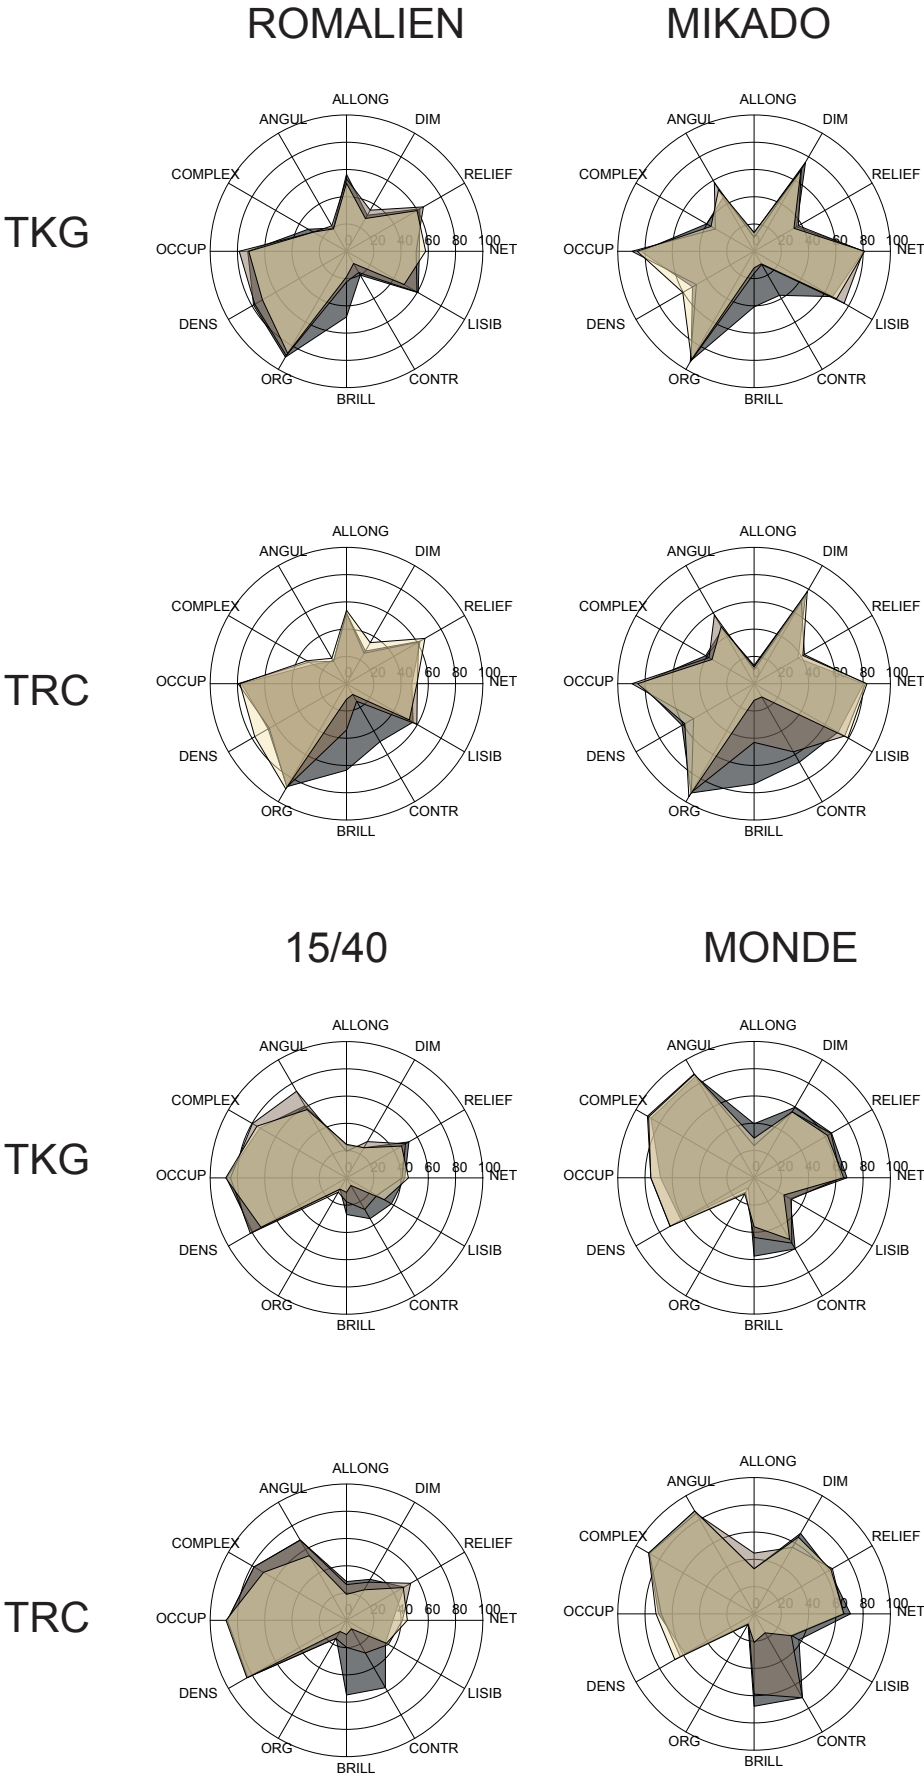 ROMALIEN MIKADO
TKG
ALLONG
ANGUL DIM
COMPLEX RELIEF
OCCUP 0 20 40 60 80 100 NET
DENS LISIB
ORG CONTR
BRILL
ALLONG
ANGUL DIM
COMPLEX RELIEF
OCCUP 0 20 40 60 80 100 NET
DENS LISIB
ORG CONTR
BRILL
TRC
ALLONG
ANGUL DIM
COMPLEX RELIEF
OCCUP 0 20 40 60 80 100 NET
DENS LISIB
ORG CONTR
BRILL
ALLONG
ANGUL DIM
COMPLEX RELIEF
OCCUP 0 20 40 60 80 100 NET
DENS LISIB
ORG CONTR
BRILL
15/40 MONDE
TKG
ALLONG
ANGUL DIM
COMPLEX RELIEF
OCCUP 0 20 40 60 80 100 NET
DENS LISIB
ORG CONTR
BRILL
ALLONG
ANGUL DIM
COMPLEX RELIEF
OCCUP 0 20 40 60 80 100 NET
DENS LISIB
ORG CONTR
BRILL
TRC
ALLONG
ANGUL DIM
COMPLEX RELIEF
OCCUP 0 20 40 60 80 100 NET
DENS LISIB
ORG CONTR
BRILL
ALLONG
ANGUL DIM
COMPLEX RELIEF
OCCUP 0 20 40 60 80 100 NET
DENS LISIB
ORG CONTR
BRILL